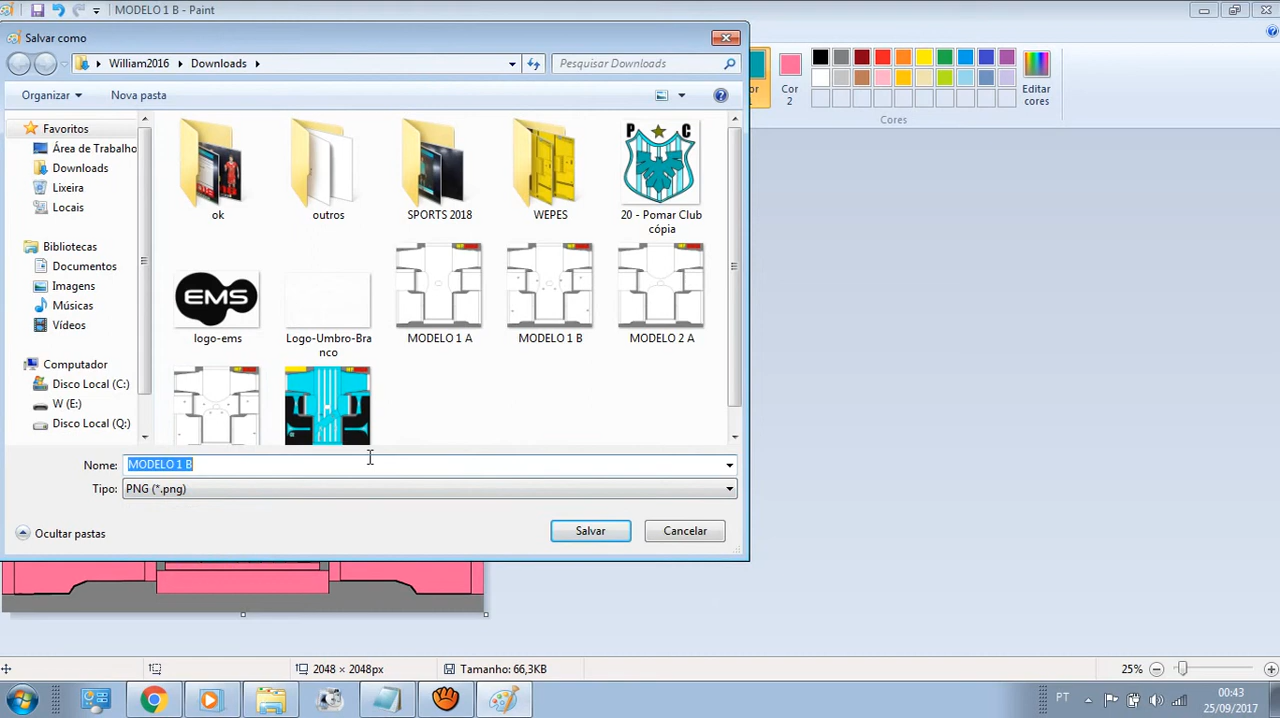 MODELO 1 B - Paint
Salvar como
William2016 Downloads
Pesquisar Downloads
Organizar
Nova pasta
Cor 2
Editar cores
Cores
Favoritos
Área de Trabalho
Downloads
Lixeira
Locais
Bibliotecas
Documentos
Imagens
Músicas
Vídeos
Computador
Disco Local (C:)
W (E:)
Disco Local (Q:)
ok
outros
SPORTS 2018
WEPES
P C
20 - Pomar Club
cópia
EMS
logo-ems
Logo-Umbro-Bra
nco
MODELO 1 A
MODELO 1 B
MODELO 2 A
Nome: MODELO 1 B
Tipo: PNG (*.png)
Ocultar pastas
Salvar
Cancelar
2048 × 2048px
Tamanho: 66,3KB
25%
PT
00:43
25/09/2017